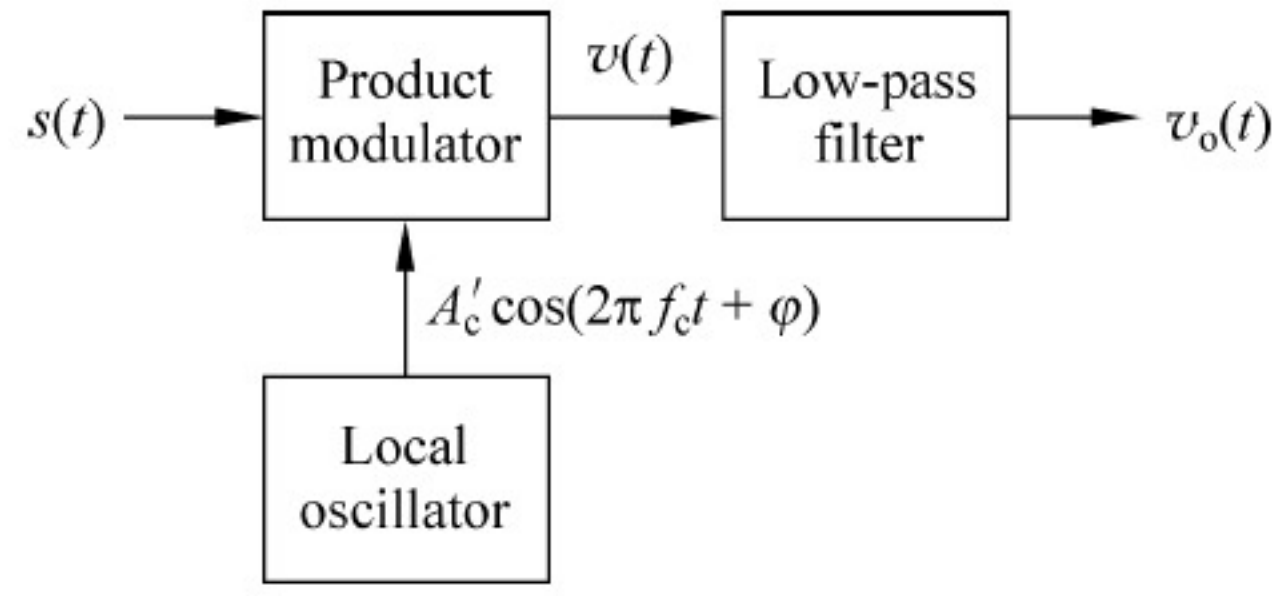 s(t)
Product
modulator
v(t)
Low-pass
filter
v_o(t)
A_c' cos(2π f_c t + φ)
Local
oscillator